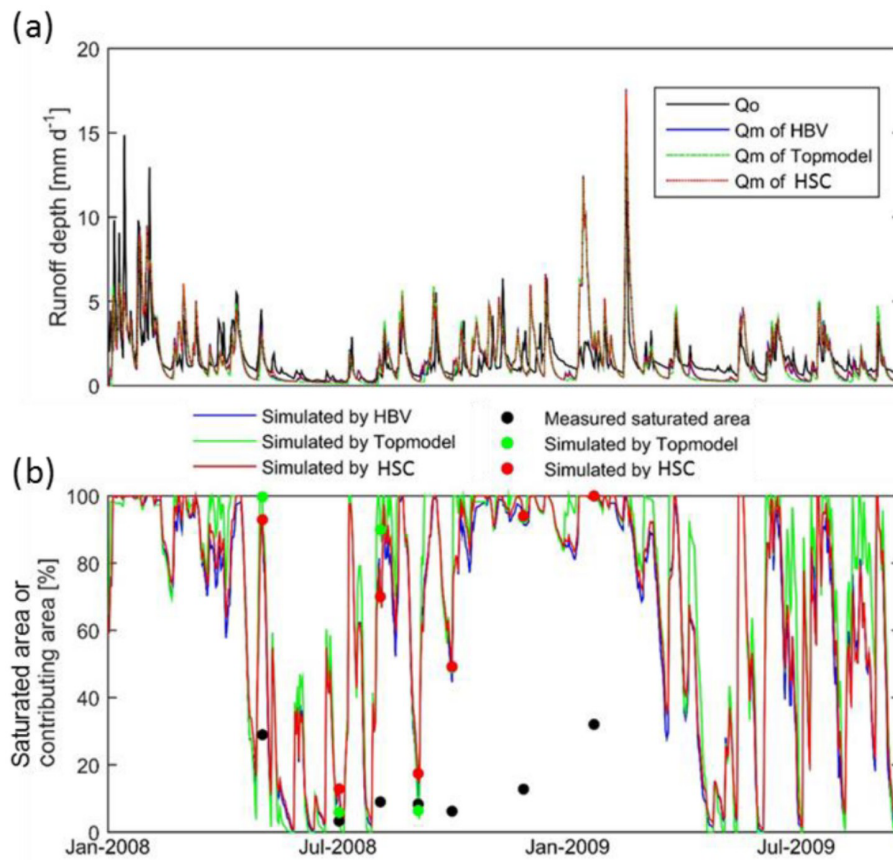 (a)
20
15
10
5
0
Runoff depth [mm d⁻¹]
Qo
Qm of HBV
Qm of Topmodel
Qm of HSC
Simulated by HBV
Simulated by Topmodel
Simulated by HSC
Measured saturated area
Simulated by Topmodel
Simulated by HSC
(b)
100
80
60
40
20
0
Saturated area or
contributing area [%]
Jan-2008
Jul-2008
Jan-2009
Jul-2009